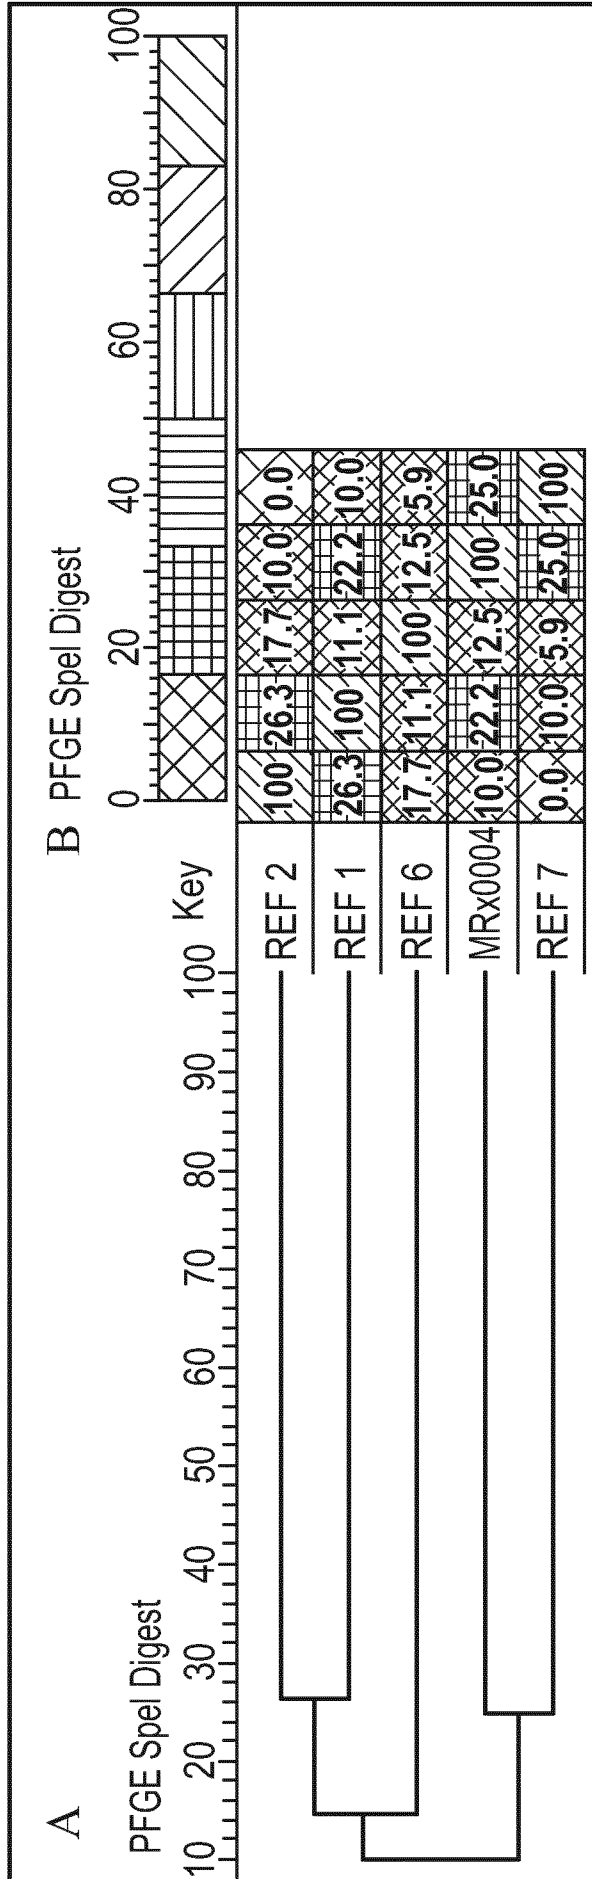 A
PFGE SpeI Digest
10 20 30 40 50 60 70 80 90 100 Key
REF 2
REF 1
REF 6
MRx0004
REF 7
B PFGE SpeI Digest
0 20 40 60 80 100
100 26.3 17.7 10.0 0.0
26.3 100 11.1 22.2 10.0
17.7 11.1 100 12.5 5.9
10.0 22.2 12.5 100 25.0
0.0 10.0 5.9 25.0 100